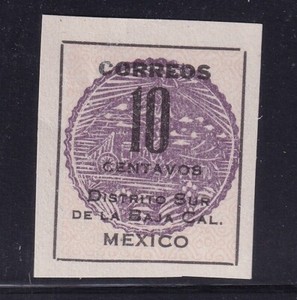 CORREOS
10
CENTAVOS
DISTRITO SUR
DE LA BAJA CAL.
MEXICO